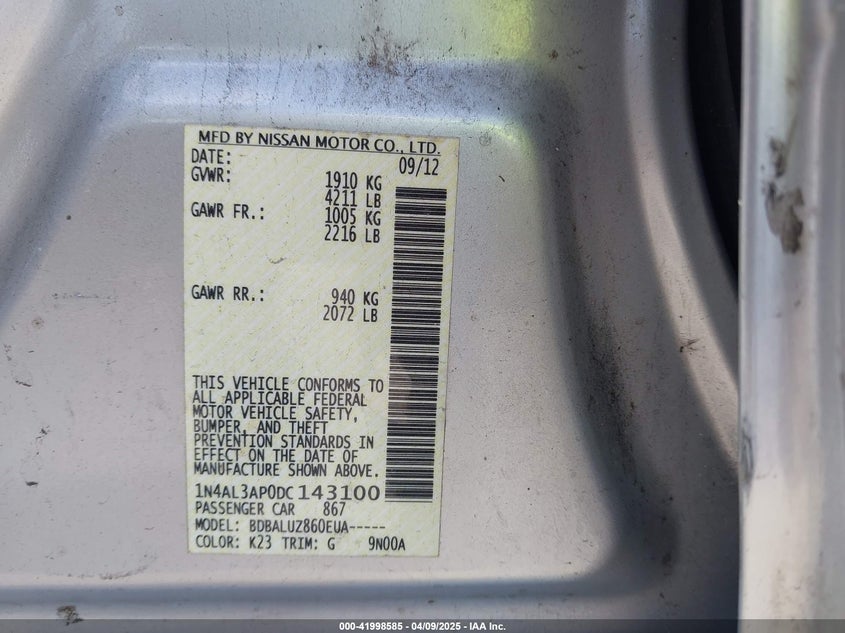 MFD BY NISSAN MOTOR CO., LTD.
DATE: 09/12
GVWR: 1910 KG
4211 LB
GAWR FR.: 1005 KG
2216 LB
GAWR RR.: 940 KG
2072 LB
THIS VEHICLE CONFORMS TO
ALL APPLICABLE FEDERAL
MOTOR VEHICLE SAFETY,
BUMPER, AND THEFT
PREVENTION STANDARDS IN
EFFECT ON THE DATE OF
MANUFACTURE SHOWN ABOVE.
1N4AL3AP0DC143100
PASSENGER CAR 867
MODEL: BDBALUZ860EUA-----
COLOR: K23 TRIM: G 9N00A
000-41998585 - 04/09/2025 - IAA Inc.